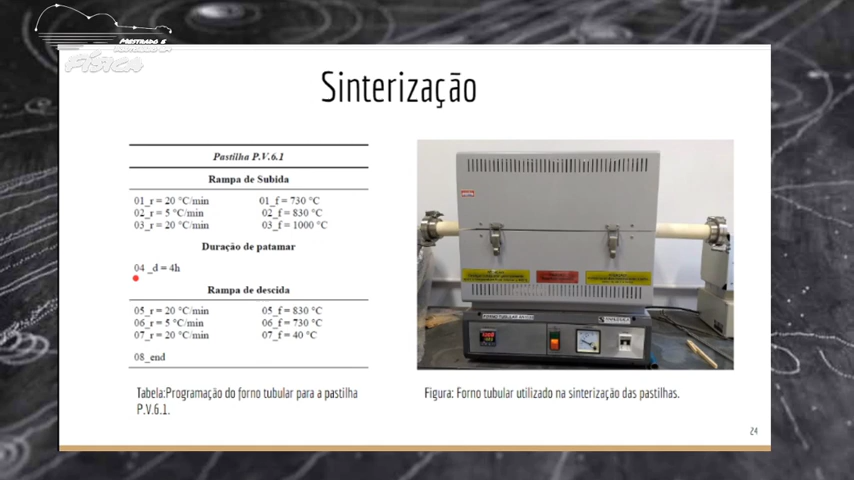 MESTRADO E
FÍSICA
Sinterização
Pastilha P.V.6.1
Rampa de Subida
01_r = 20 °C/min 01_f = 730 °C
02_r = 5 °C/min 02_f = 830 °C
03_r = 20 °C/min 03_f = 1000 °C
Duração de patamar
04 _d = 4h
Rampa de descida
05_r = 20 °C/min 05_f = 830 °C
06_r = 5 °C/min 06_f = 730 °C
07_r = 20 °C/min 07_f = 40 °C
08_end
Tabela:Programação do forno tubular para a pastilha
P.V.6.1.
Figura: Forno tubular utilizado na sinterização das pastilhas.
24